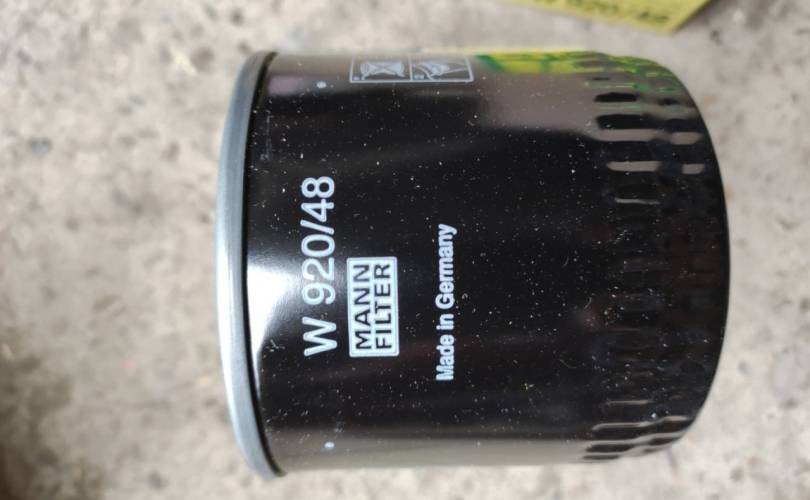 W 920/48
MANN
FILTER
Made in Germany